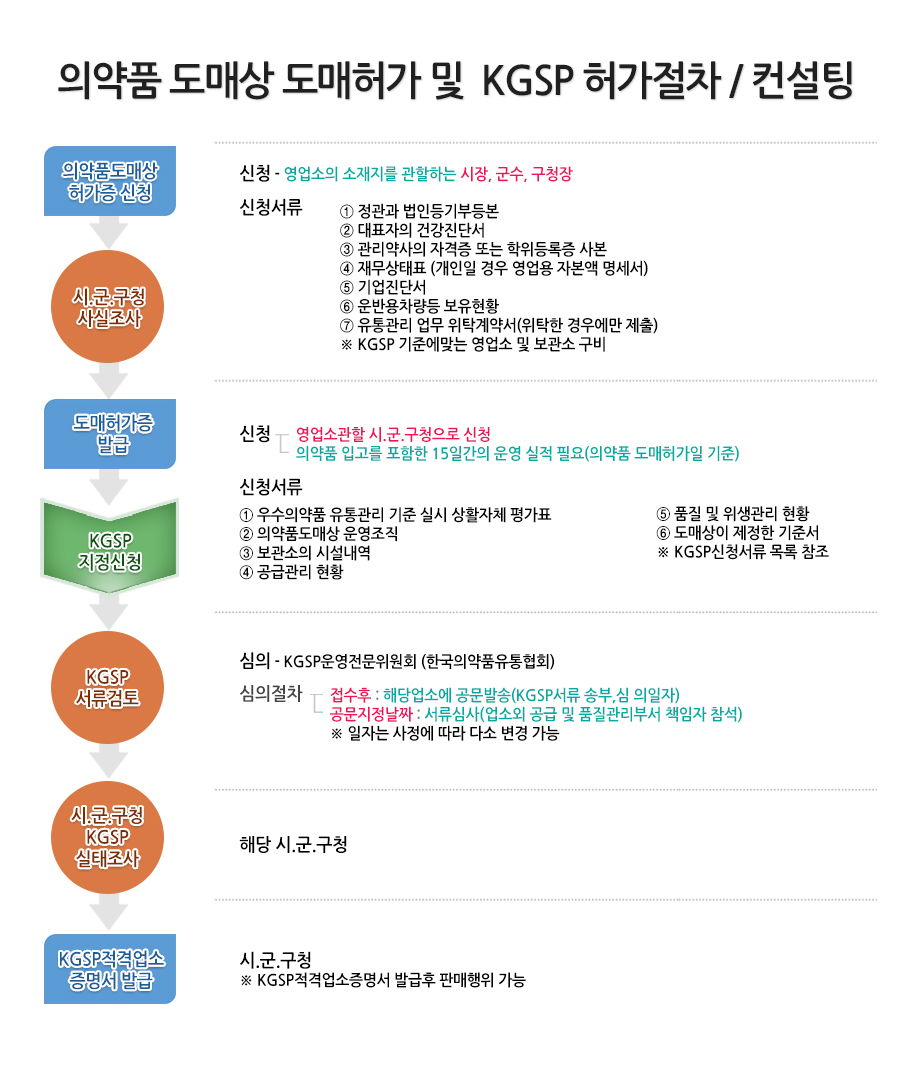 의약품 도매상 도매허가 및 KGSP 허가절차 / 컨설팅
의약품도매상
허가증 신청
신청 - 영업소의 소재지를 관할하는 시장, 군수, 구청장
신청서류
① 정관과 법인등기부등본
② 대표자의 건강진단서
③ 관리약사의 자격증 또는 학위등록증 사본
④ 재무상태표 (개인일 경우 영업용 자본액 명세서)
⑤ 기업진단서
⑥ 운반용차량등 보유현황
⑦ 유통관리 업무 위탁계약서(위탁한 경우에만 제출)
※ KGSP 기준에맞는 영업소 및 보관소 구비
시.군.구청
사실조사
도매허가증
발급
신청
영업소관할 시.군.구청으로 신청
의약품 입고를 포함한 15일간의 운영 실적 필요(의약품 도매허가일 기준)
KGSP
지정신청
신청서류
① 우수의약품 유통관리 기준 실시 상활자체 평가표
② 의약품도매상 운영조직
③ 보관소의 시설내역
④ 공급관리 현황
⑤ 품질 및 위생관리 현황
⑥ 도매상이 제정한 기준서
※ KGSP신청서류 목록 참조
KGSP
서류검토
심의 - KGSP운영전문위원회 (한국의약품유통협회)
심의절차
접수후 : 해당업소에 공문발송(KGSP서류 송부,심 의일자)
공문지정날짜 : 서류심사(업소외 공급 및 품질관리부서 책임자 참석)
※ 일자는 사정에 따라 다소 변경 가능
시.군.구청
KGSP
실태조사
해당 시.군.구청
KGSP적격업소
증명서 발급
시.군.구청
※ KGSP적격업소증명서 발급후 판매행위 가능